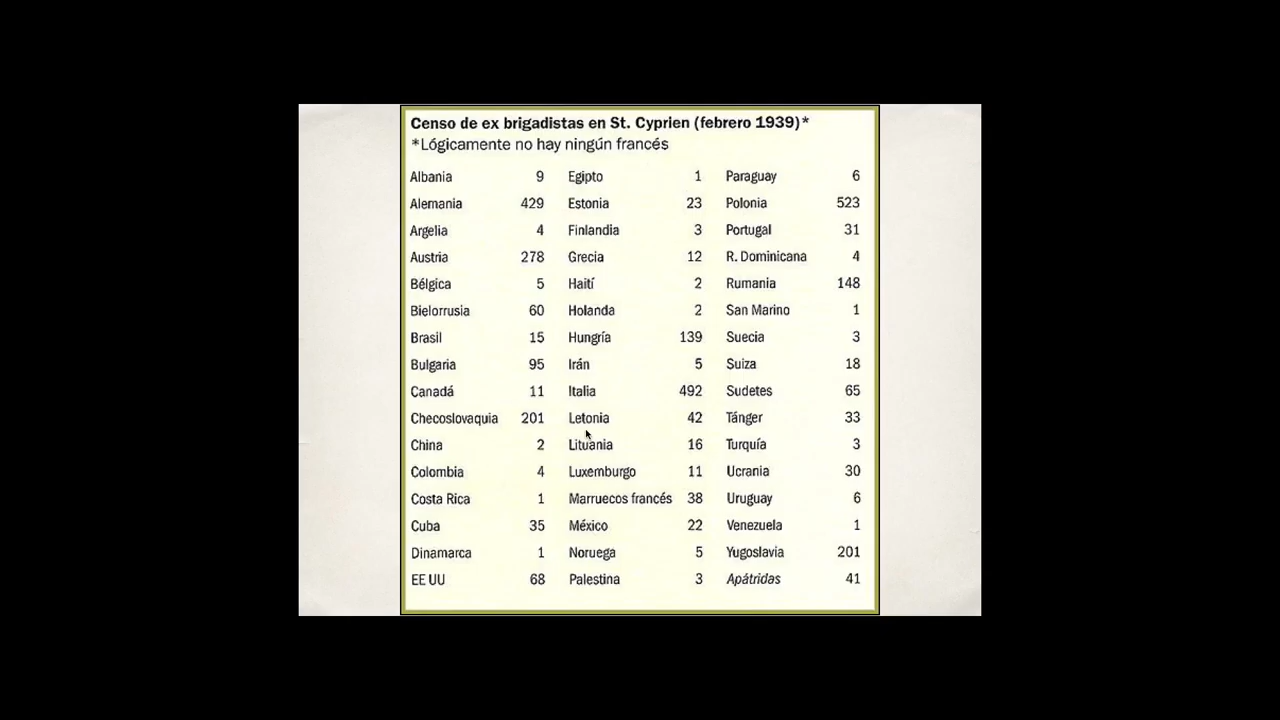 Censo de ex brigadistas en St. Cyprien (febrero 1939)*
*Lógicamente no hay ningún francés
Albania 9 Egipto 1 Paraguay 6
Alemania 429 Estonia 23 Polonia 523
Argelia 4 Finlandia 3 Portugal 31
Austria 278 Grecia 12 R. Dominicana 4
Bélgica 5 Haití 2 Rumania 148
Bielorrusia 60 Holanda 2 San Marino 1
Brasil 15 Hungría 139 Suecia 3
Bulgaria 95 Irán 5 Suiza 18
Canadá 11 Italia 492 Sudetes 65
Checoslovaquia 201 Letonia 42 Tánger 33
China 2 Lituania 16 Turquía 3
Colombia 4 Luxemburgo 11 Ucrania 30
Costa Rica 1 Marruecos francés 38 Uruguay 6
Cuba 35 México 22 Venezuela 1
Dinamarca 1 Noruega 5 Yugoslavia 201
EE UU 68 Palestina 3 Apátridas 41